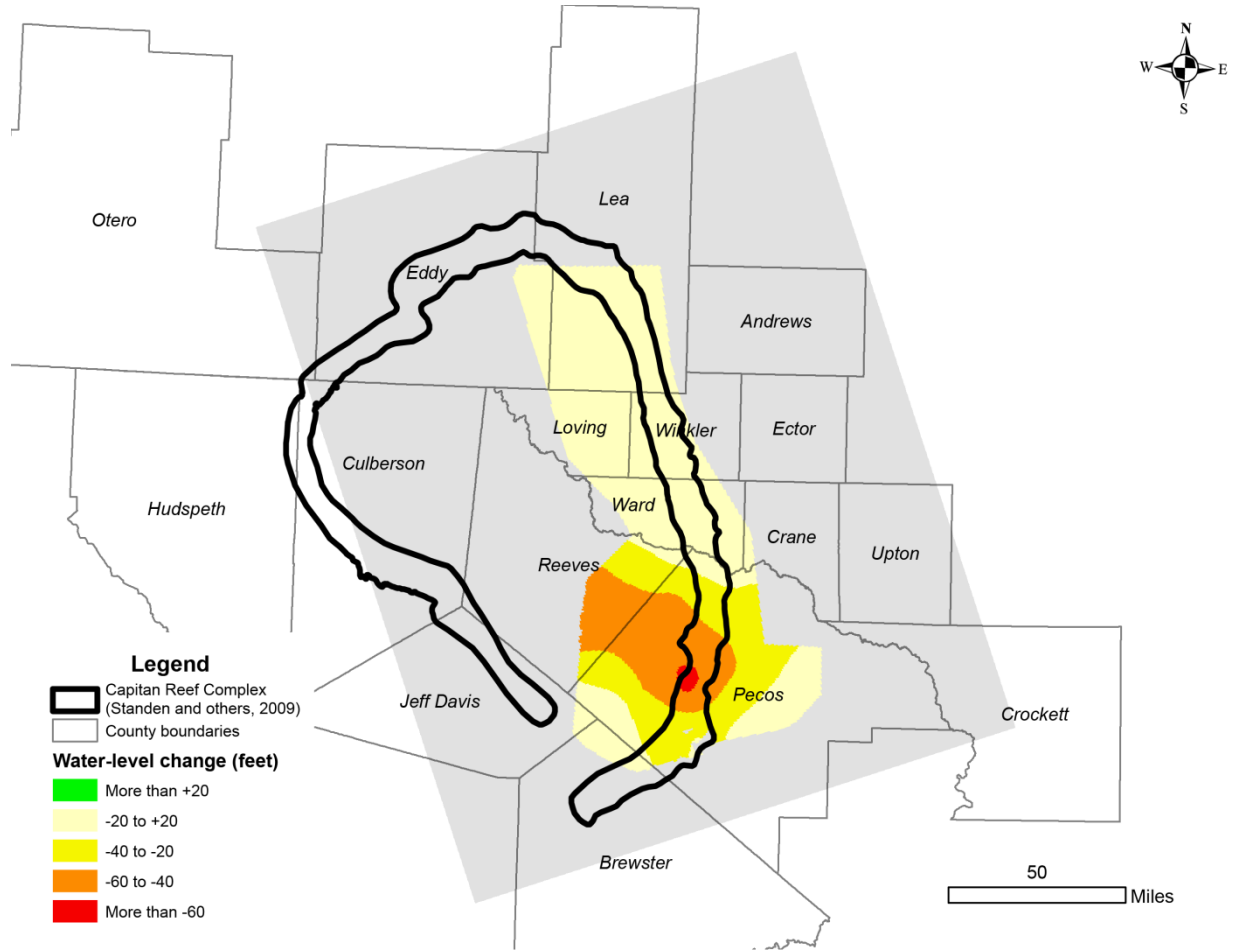 N
W E
S
Lea
Otero
Eddy
Andrews
Loving
Winkler
Ector
Culberson
Ward
Hudspeth
Crane
Upton
Reeves
Legend
Capitan Reef Complex
(Standen and others, 2009)
County boundaries
Water-level change (feet)
More than +20
-20 to +20
-40 to -20
-60 to -40
More than -60
Jeff Davis
Pecos
Crockett
Brewster
50
Miles